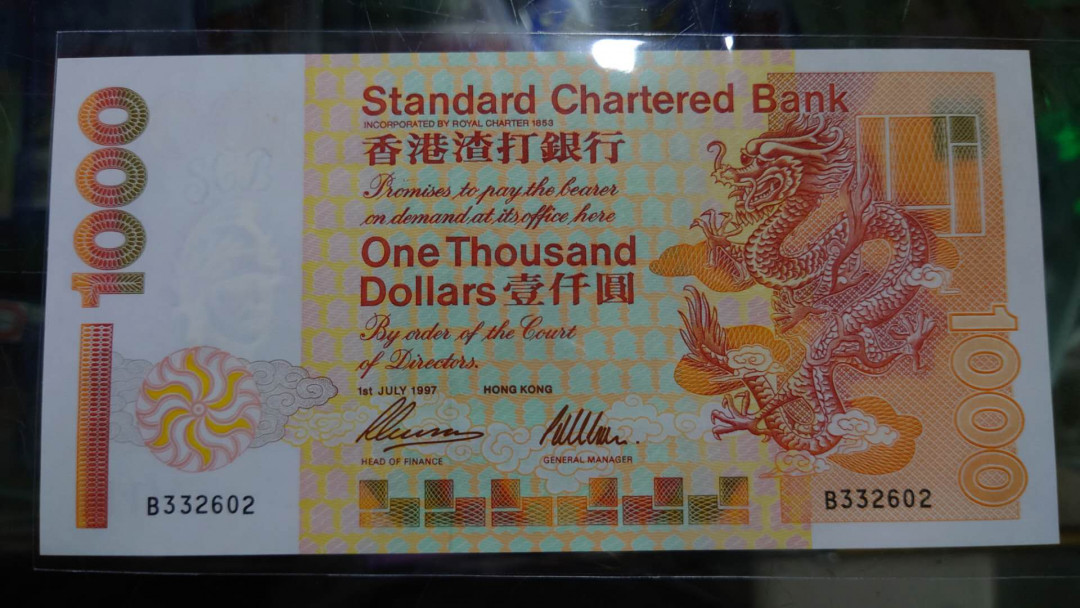 1000
Standard Chartered Bank
INCORPORATED BY ROYAL CHARTER 1853
香港渣打銀行
Promises to pay the bearer
on demand at its office here
One Thousand
Dollars 壹仟圓
By order of the Court
of Directors.
1st JULY 1997 HONG KONG
HEAD OF FINANCE GENERAL MANAGER
B332602 B332602
1000